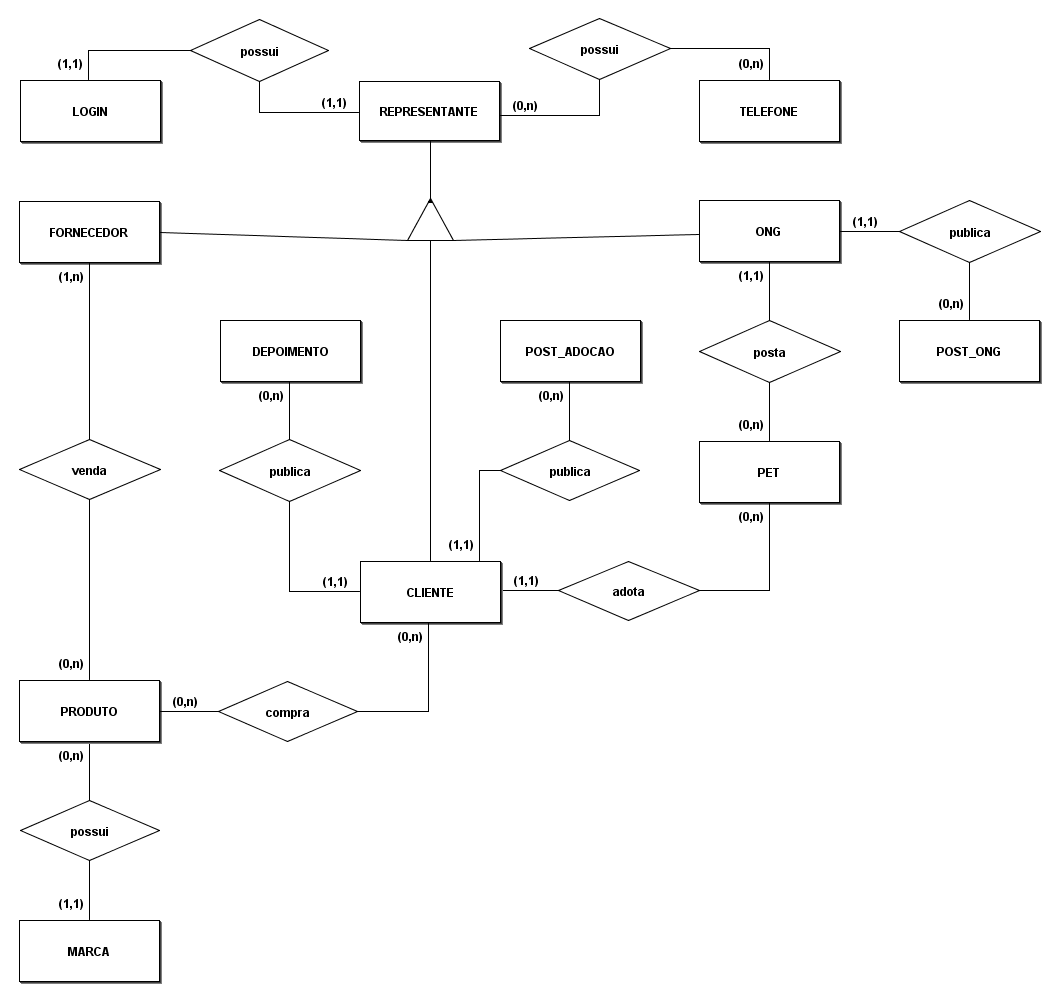 possui
possui
(1,1)
(0,n)
(1,1)
(0,n)
LOGIN
REPRESENTANTE
TELEFONE
FORNECEDOR
ONG
(1,1)
publica
(1,n)
(1,1)
(0,n)
DEPOIMENTO
POST_ADOCAO
posta
POST_ONG
(0,n)
(0,n)
(0,n)
venda
publica
publica
PET
(0,n)
(1,1)
(1,1)
(1,1)
CLIENTE
adota
(0,n)
(0,n)
(0,n)
PRODUTO
compra
(0,n)
possui
(1,1)
MARCA